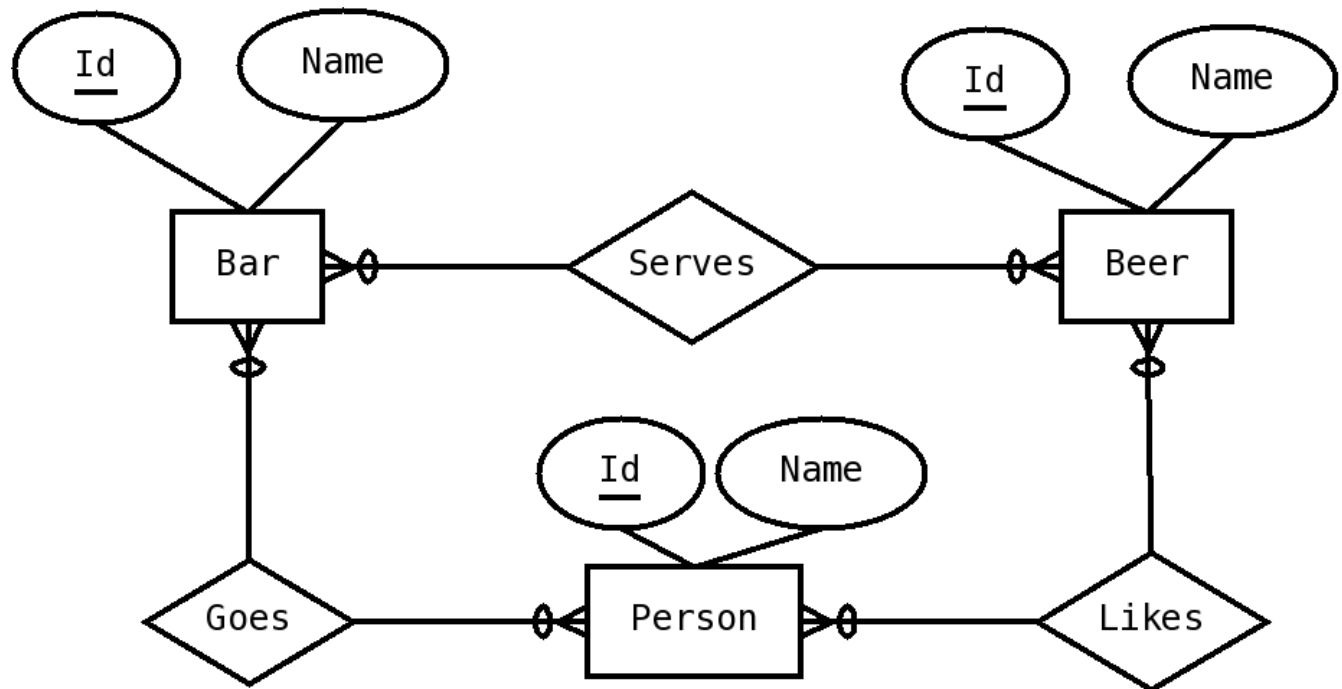 Id
Name
Id
Name
Bar
Serves
Beer
Id
Name
Goes
Person
Likes